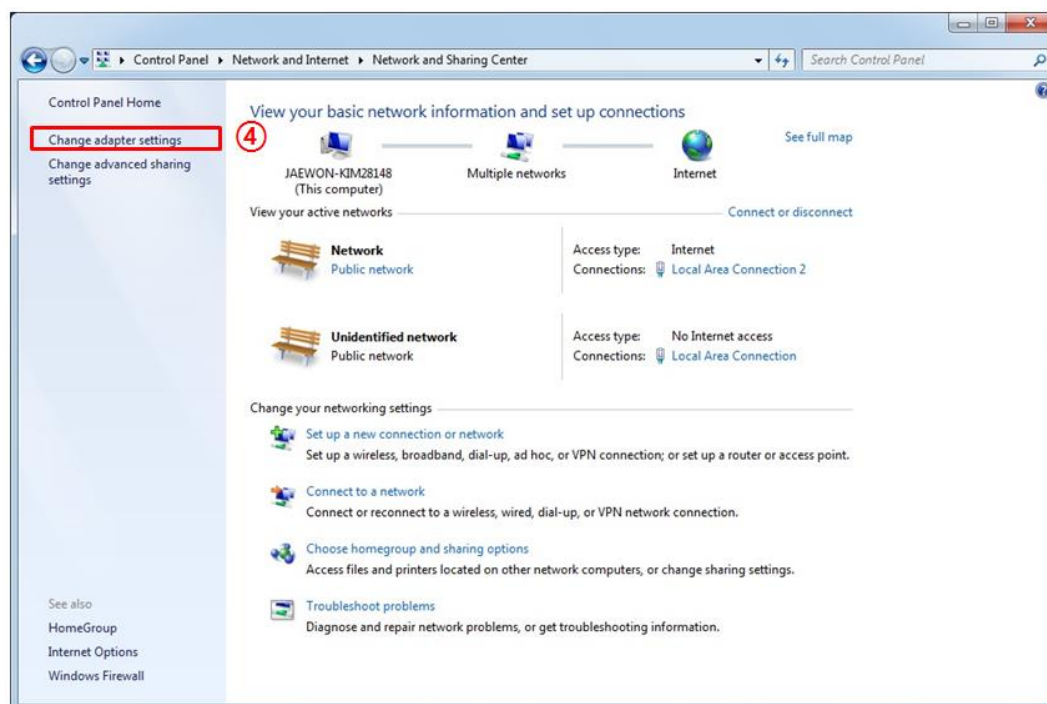 Control Panel ▸ Network and Internet ▸ Network and Sharing Center
Search Control Panel
Control Panel Home
Change adapter settings
Change advanced sharing
settings
See also
HomeGroup
Internet Options
Windows Firewall
④
View your basic network information and set up connections
See full map
JAEWON-KIM28148
(This computer)
Multiple networks
Internet
View your active networks
Connect or disconnect
Network
Public network
Access type: Internet
Connections: Local Area Connection 2
Unidentified network
Public network
Access type: No Internet access
Connections: Local Area Connection
Change your networking settings
Set up a new connection or network
Set up a wireless, broadband, dial-up, ad hoc, or VPN connection; or set up a router or access point.
Connect to a network
Connect or reconnect to a wireless, wired, dial-up, or VPN network connection.
Choose homegroup and sharing options
Access files and printers located on other network computers, or change sharing settings.
Troubleshoot problems
Diagnose and repair network problems, or get troubleshooting information.